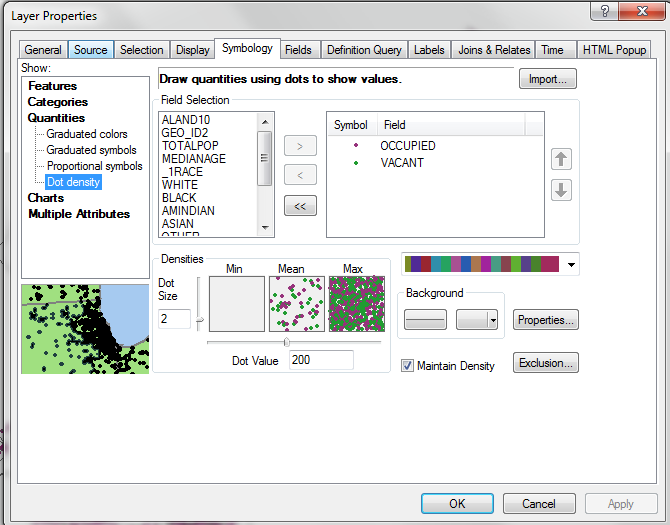 Layer Properties
General Source Selection Display Symbology Fields Definition Query Labels Joins & Relates Time HTML Popup
Show:
Features
Categories
Quantities
Graduated colors
Graduated symbols
Proportional symbols
Dot density
Charts
Multiple Attributes
Draw quantities using dots to show values.
Import...
Field Selection
ALAND10
GEO_ID2
TOTALPOP
MEDIANAGE
_1RACE
WHITE
BLACK
AMINDIAN
ASIAN
>
<
<<
Symbol Field
OCCUPIED
VACANT
Densities
Dot Size
2
Min Mean Max
Dot Value 200
Background
Properties...
Maintain Density
Exclusion...
OK Cancel Apply